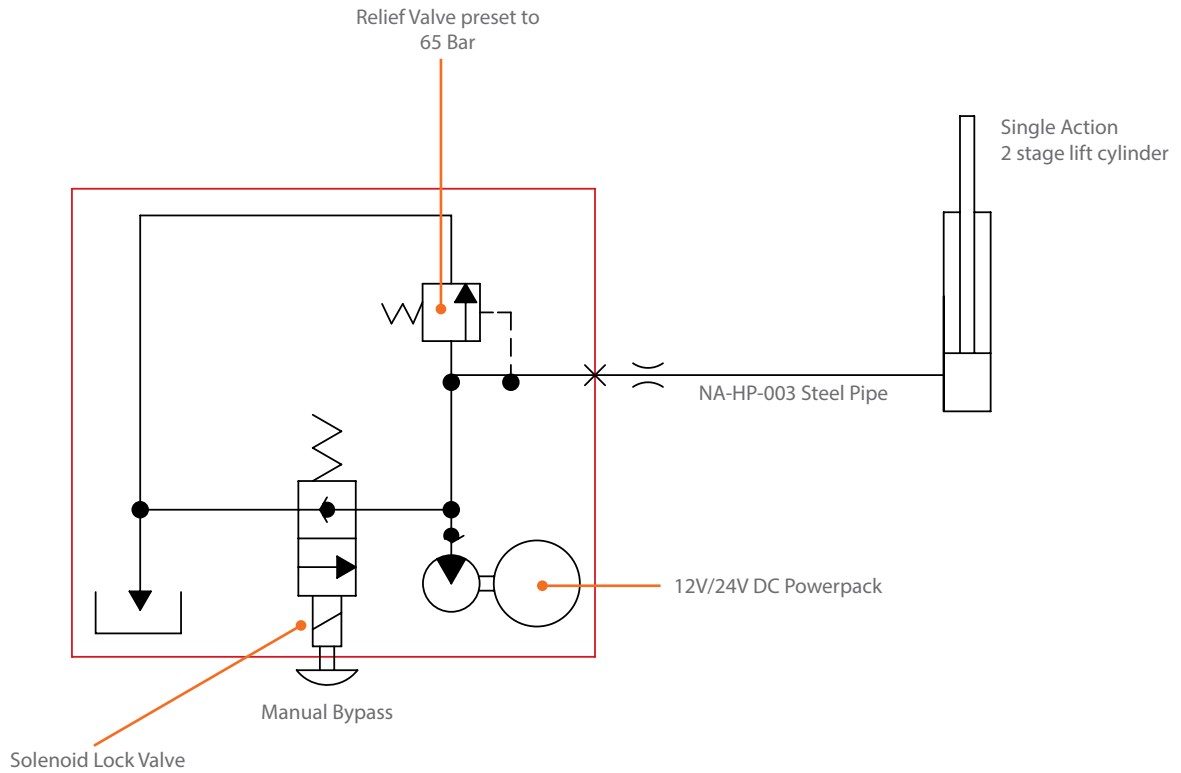 Relief Valve preset to
65 Bar
Single Action
2 stage lift cylinder
NA-HP-003 Steel Pipe
12V/24V DC Powerpack
Manual Bypass
Solenoid Lock Valve